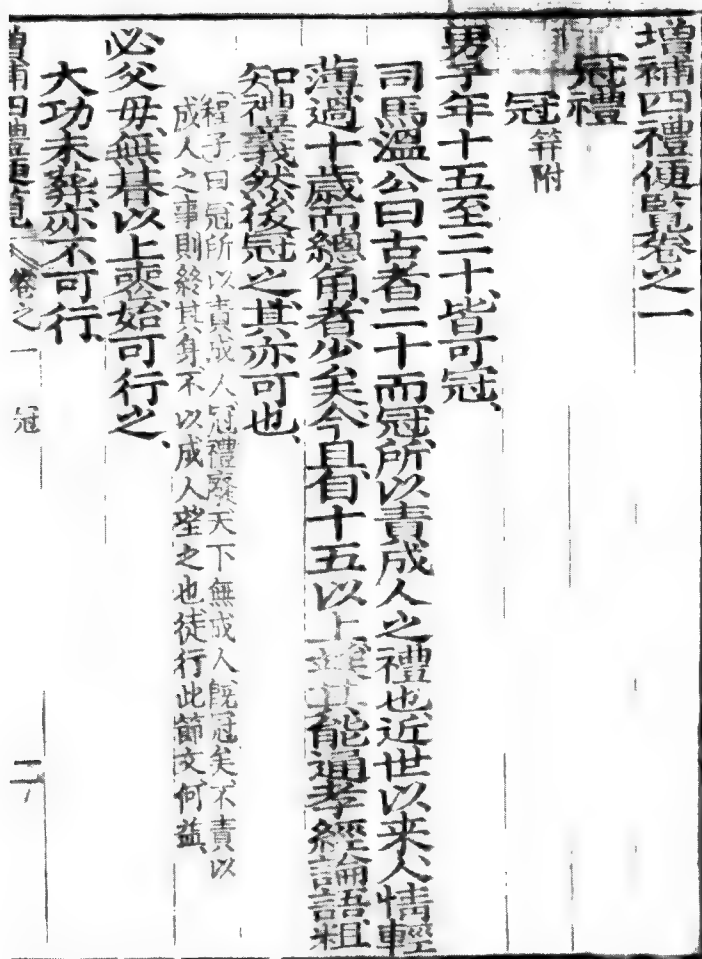 增補四禮便覽卷之一
冠禮
冠 笄附
男子年十五至二十、皆可冠、
司馬溫公曰古者二十而冠、所以責成人之禮也、近世以来、人情輕
薄、過十歲而總角者少矣、今且自十五以上、俟其能通孝經論語、粗
知禮義、然後冠之、其亦可也、
程子曰冠所以責成人、冠禮廢、天下無成人、旣冠矣、不責以
成人之事則終其身不以成人望之也、徒行此節文何益、
必父母無朞以上喪、始可行之、
大功未葬、亦不可行、
增補四禮便覽 卷之一 冠 二